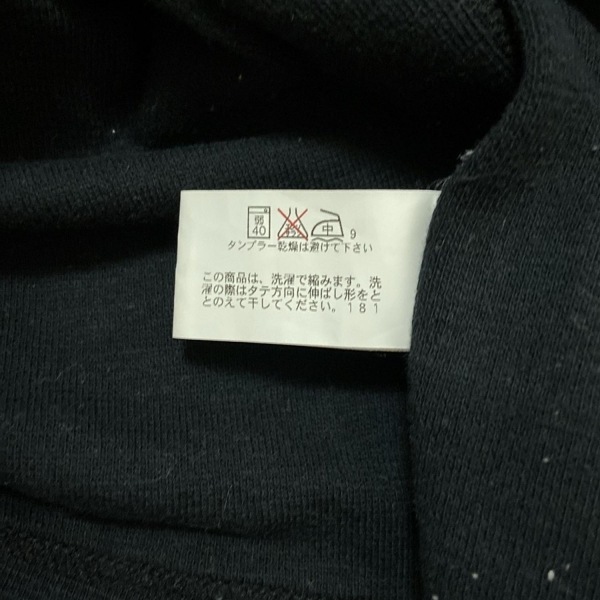 弱 中
40 9
タンブラー乾燥は避けて下さい
この商品は、洗濯で縮みます。洗
濯の際はタテ方向に伸ばし形をと
とのえて干してください。181